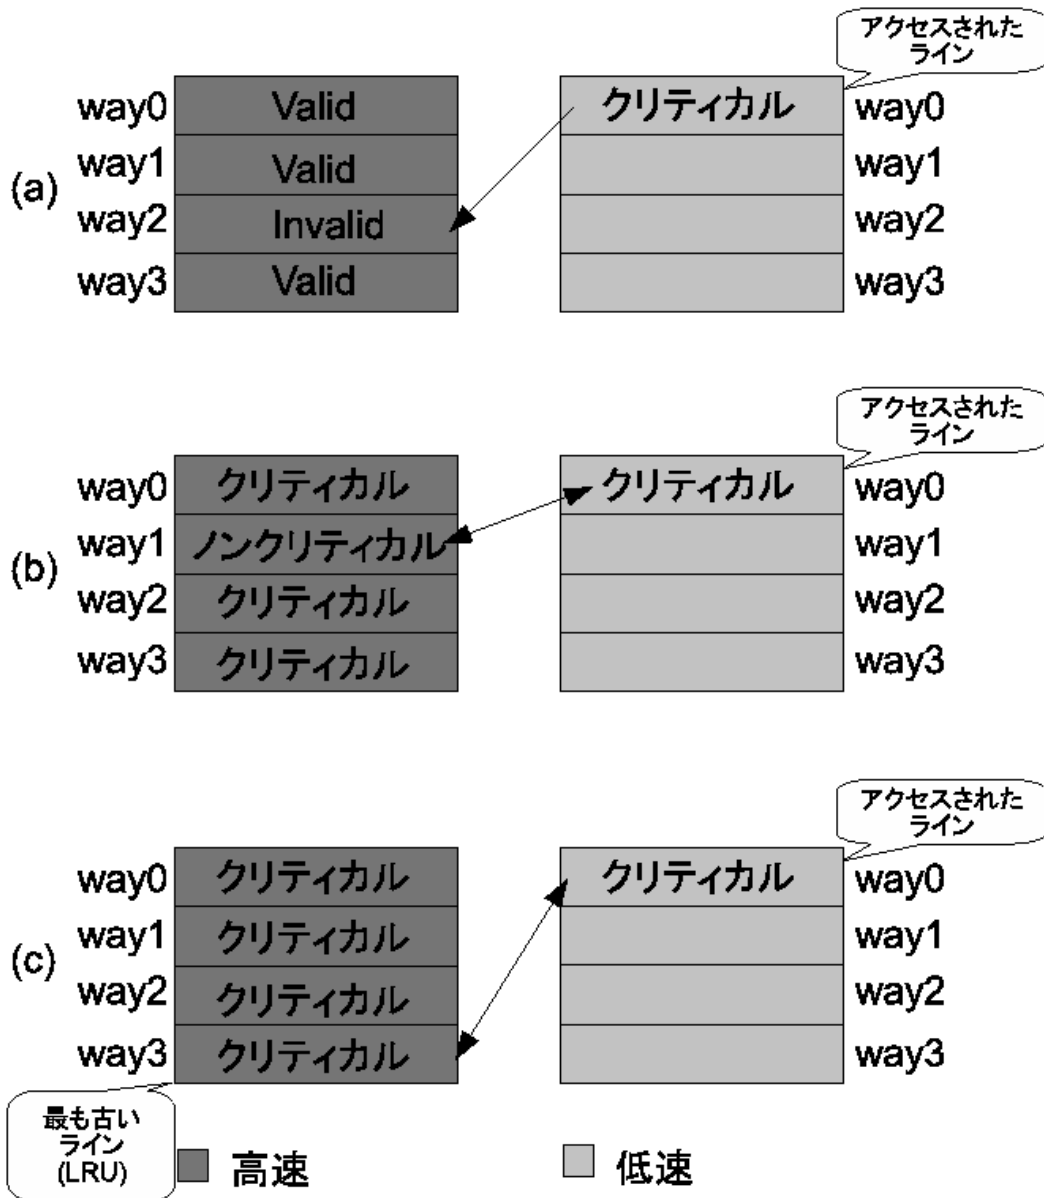 アクセスされた
ライン
way0 Valid クリティカル way0
way1 Valid way1
(a)
way2 Invalid way2
way3 Valid way3
アクセスされた
ライン
way0 クリティカル クリティカル way0
way1 ノンクリティカル way1
(b)
way2 クリティカル way2
way3 クリティカル way3
アクセスされた
ライン
way0 クリティカル クリティカル way0
way1 クリティカル way1
(c)
way2 クリティカル way2
way3 クリティカル way3
最も古い
ライン
(LRU)
高速 低速